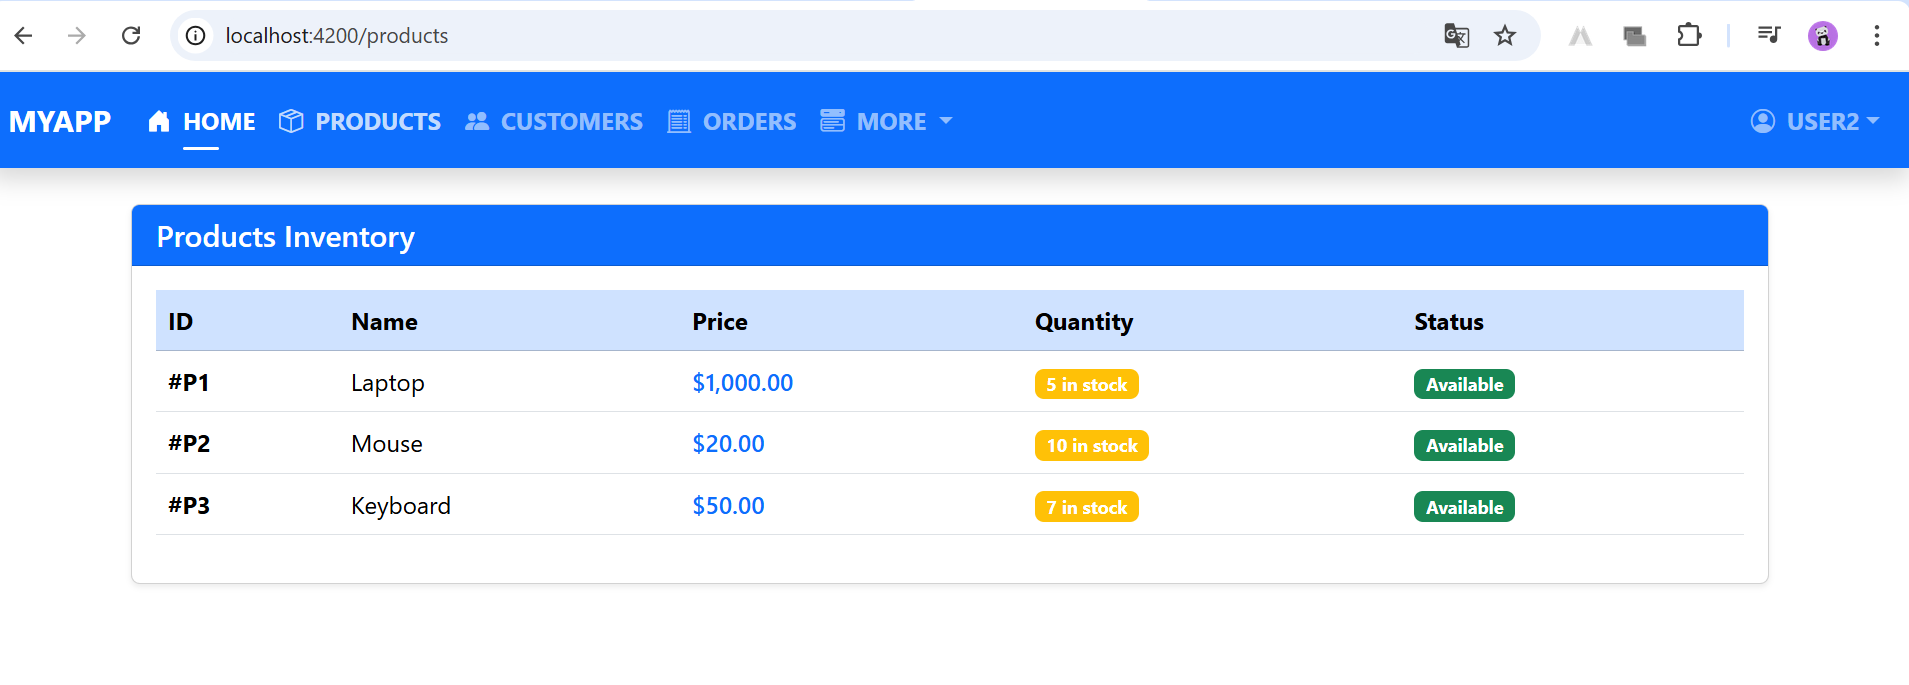 localhost:4200/products
MYAPP HOME PRODUCTS CUSTOMERS ORDERS MORE USER2
Products Inventory
ID Name Price Quantity Status
#P1 Laptop $1,000.00 5 in stock Available
#P2 Mouse $20.00 10 in stock Available
#P3 Keyboard $50.00 7 in stock Available